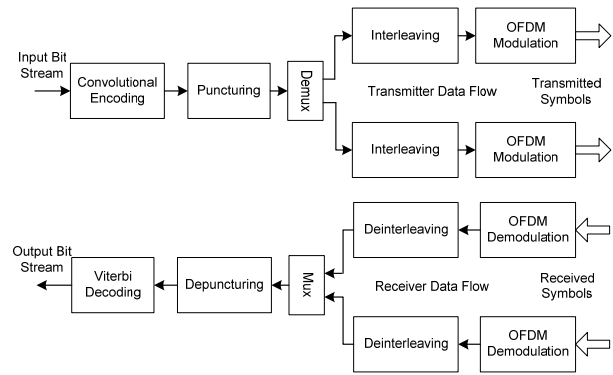 Input Bit
Stream
Convolutional
Encoding
Puncturing
Demux
Interleaving
OFDM
Modulation
Transmitter Data Flow
Transmitted
Symbols
Interleaving
OFDM
Modulation
Output Bit
Stream
Viterbi
Decoding
Depuncturing
Mux
Deinterleaving
OFDM
Demodulation
Receiver Data Flow
Received
Symbols
Deinterleaving
OFDM
Demodulation